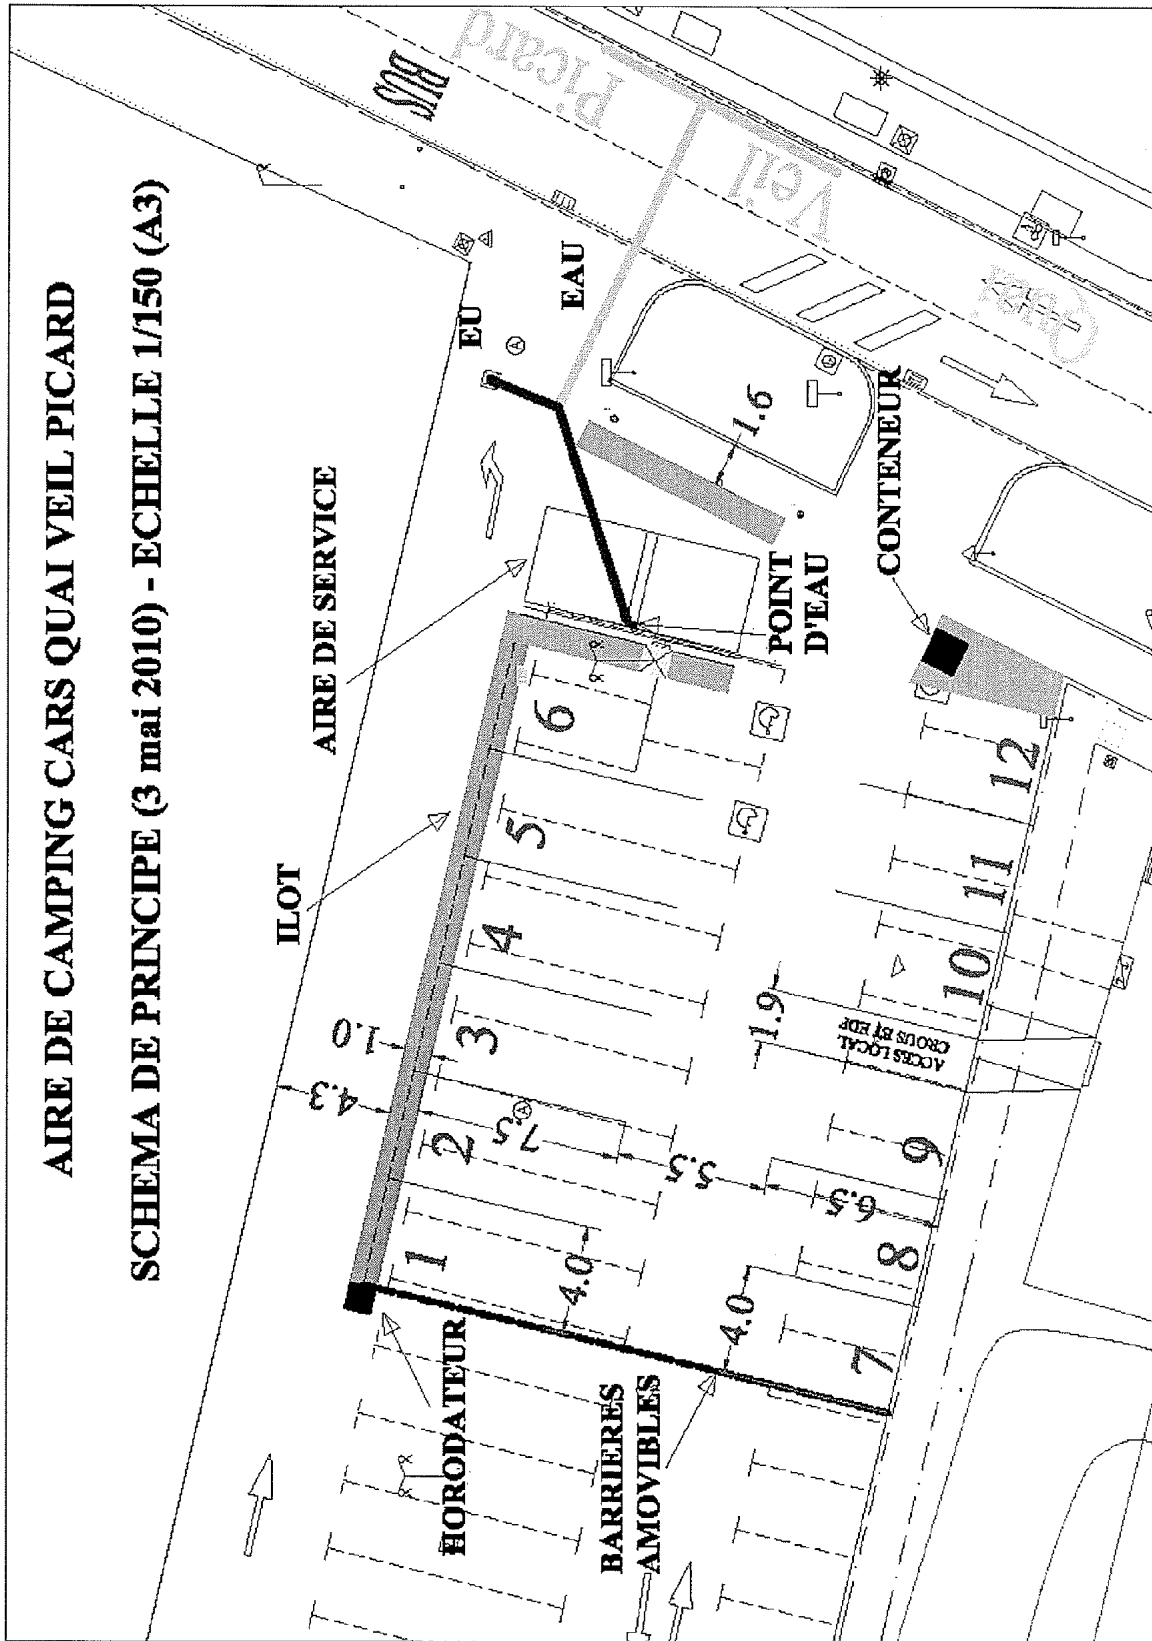 AIRE DE CAMPING CARS QUAI VEIL PICARD
SCHEMA DE PRINCIPE (3 mai 2010) - ECHELLE 1/150 (A3)
BUS
Picard
Veil
Quai
EU
EAU
AIRE DE SERVICE
ILOT
1.6
POINT
D'EAU
CONTENEUR
1
2
3
4
5
6
4.3
1.0
7.5
5.5
6.5
1.9
4.0
4.0
ACCES LOCAL
CROUS ET EDF
7
8
9
10
11
12
HORODATEUR
BARRIERES
AMOVIBLES
A
A